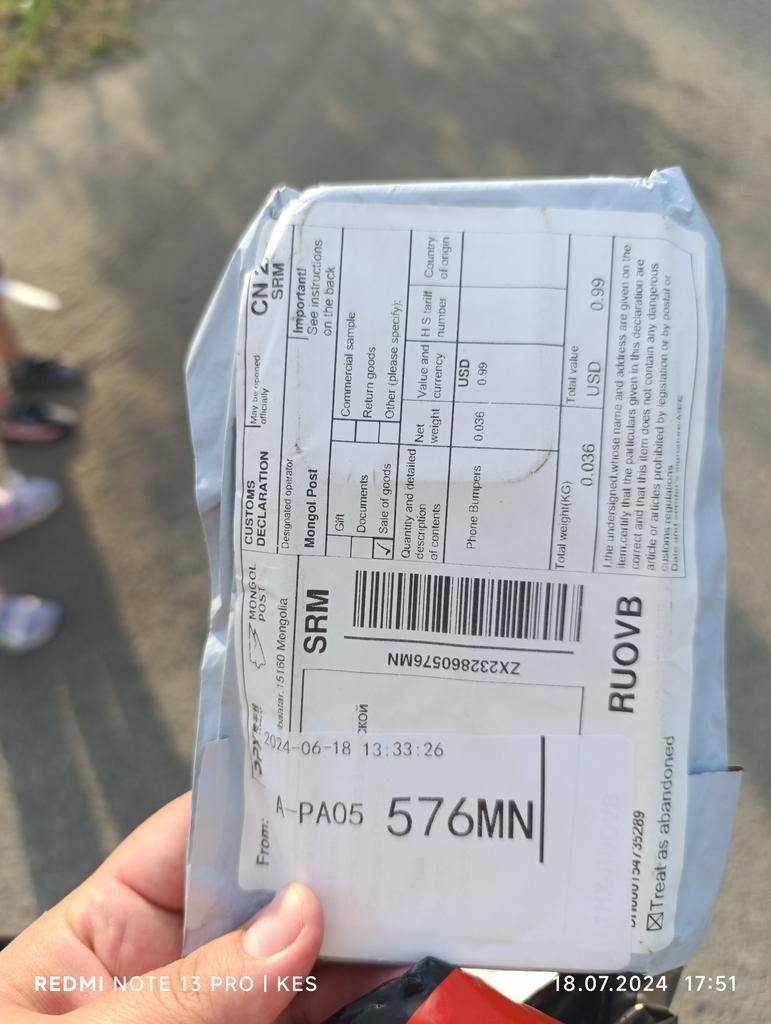 CUSTOMS
DECLARATION
May be opened
officially
CN 2
SRM
Designated operator
Mongol Post
Important!
See instructions
on the back
Gift
Commercial sample
Documents
Return goods
✓ Sale of goods
Other (please specify):
Quantity and detailed
description
of contents
Net
weight
Value and
currency
H S tariff
number
Country
of origin
USD
Phone Bumpers 0.036 0.99
Total weight(KG) Total value
0.036 USD 0.99
I,the undersigned,whose name and address are given on the
item,certify that the particulars given in this declaration are
correct and that this item does not contain any dangerous
article or articles prohibited by legislation or by postal or
customs regulations
MONGOL
POST
From:
15160 Mongolia
SRM
ZX232860576MN
RUOVB
СКОЙ
2024-06-18 13:33:26
A-PA05 576MN
☒ Treat as abandoned
REDMI NOTE 13 PRO | KES
18.07.2024 17:51